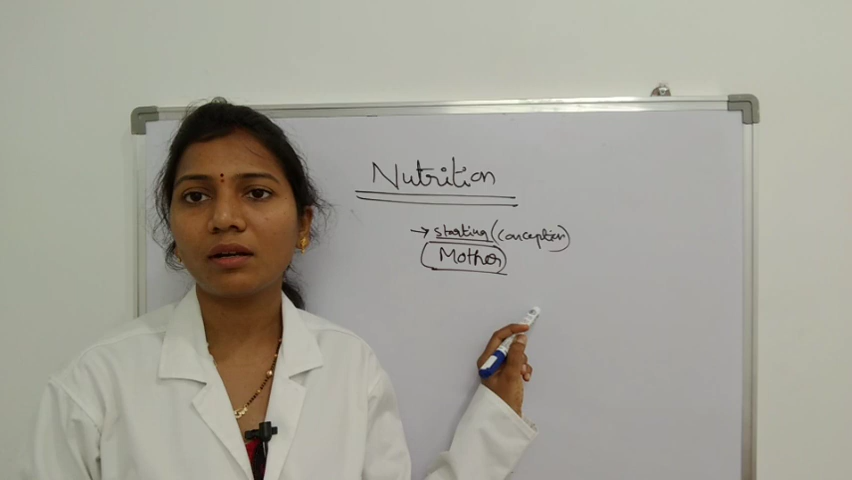 Nutrition
→ starting (conception)
Mother